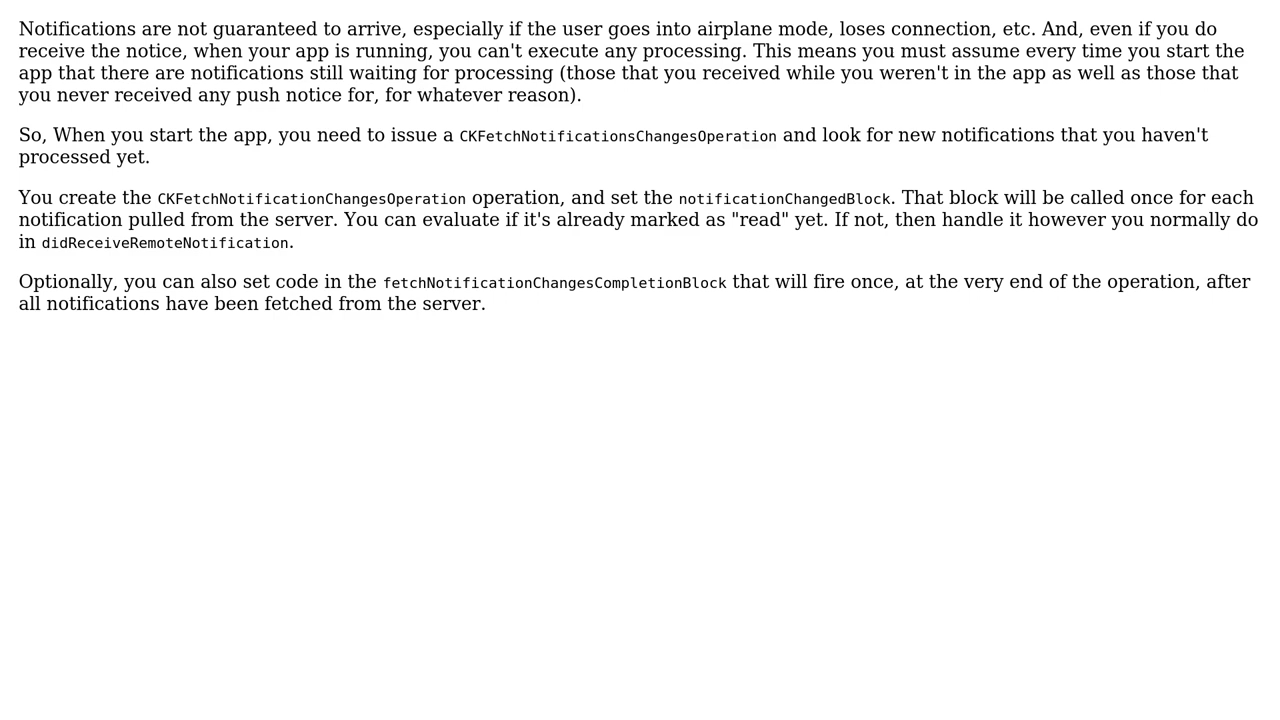 Notifications are not guaranteed to arrive, especially if the user goes into airplane mode, loses connection, etc. And, even if you do
receive the notice, when your app is running, you can't execute any processing. This means you must assume every time you start the
app that there are notifications still waiting for processing (those that you received while you weren't in the app as well as those that
you never received any push notice for, for whatever reason).
So, When you start the app, you need to issue a CKFetchNotificationsChangesOperation and look for new notifications that you haven't
processed yet.
You create the CKFetchNotificationChangesOperation operation, and set the notificationChangedBlock. That block will be called once for each
notification pulled from the server. You can evaluate if it's already marked as "read" yet. If not, then handle it however you normally do
in didReceiveRemoteNotification.
Optionally, you can also set code in the fetchNotificationChangesCompletionBlock that will fire once, at the very end of the operation, after
all notifications have been fetched from the server.